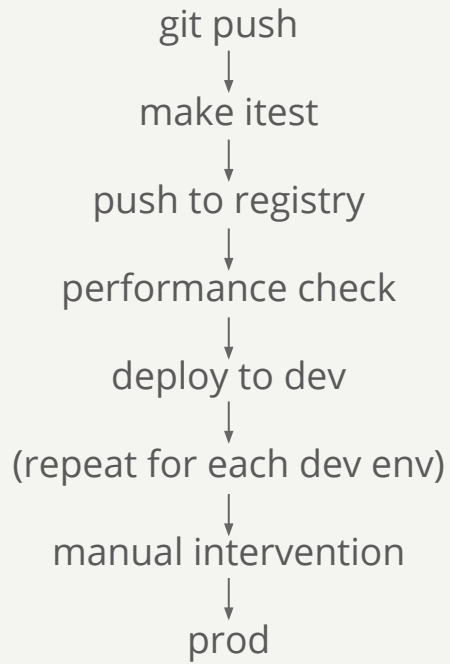 git push
make itest
push to registry
performance check
deploy to dev
(repeat for each dev env)
manual intervention
prod